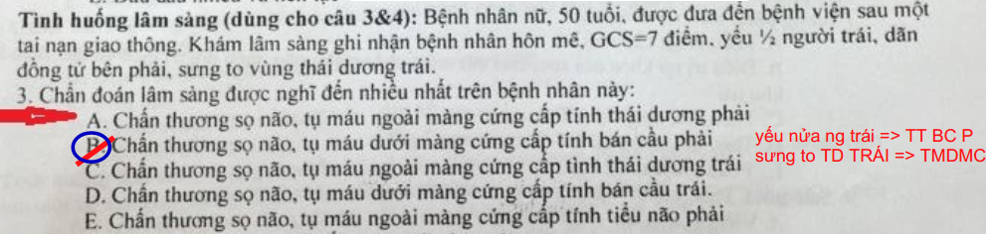 Tình huống lâm sàng (dùng cho câu 3&4): Bệnh nhân nữ, 50 tuổi, được đưa đến bệnh viện sau một
tai nạn giao thông. Khám lâm sàng ghi nhận bệnh nhân hôn mê, GCS=7 điểm, yếu ½ người trái, dãn
đồng tử bên phải, sưng to vùng thái dương trái.
3. Chẩn đoán lâm sàng được nghĩ đến nhiều nhất trên bệnh nhân này:
A. Chấn thương sọ não, tụ máu ngoài màng cứng cấp tính thái dương phải
B. Chấn thương sọ não, tụ máu dưới màng cứng cấp tính bán cầu phải
C. Chấn thương sọ não, tụ máu ngoài màng cứng cấp tình thái dương trái
D. Chấn thương sọ não, tụ máu dưới màng cứng cấp tính bán cầu trái.
E. Chấn thương sọ não, tụ máu ngoài màng cứng cấp tính tiểu não phải
yếu nửa ng trái => TT BC P
sưng to TD TRÁI => TMDMC